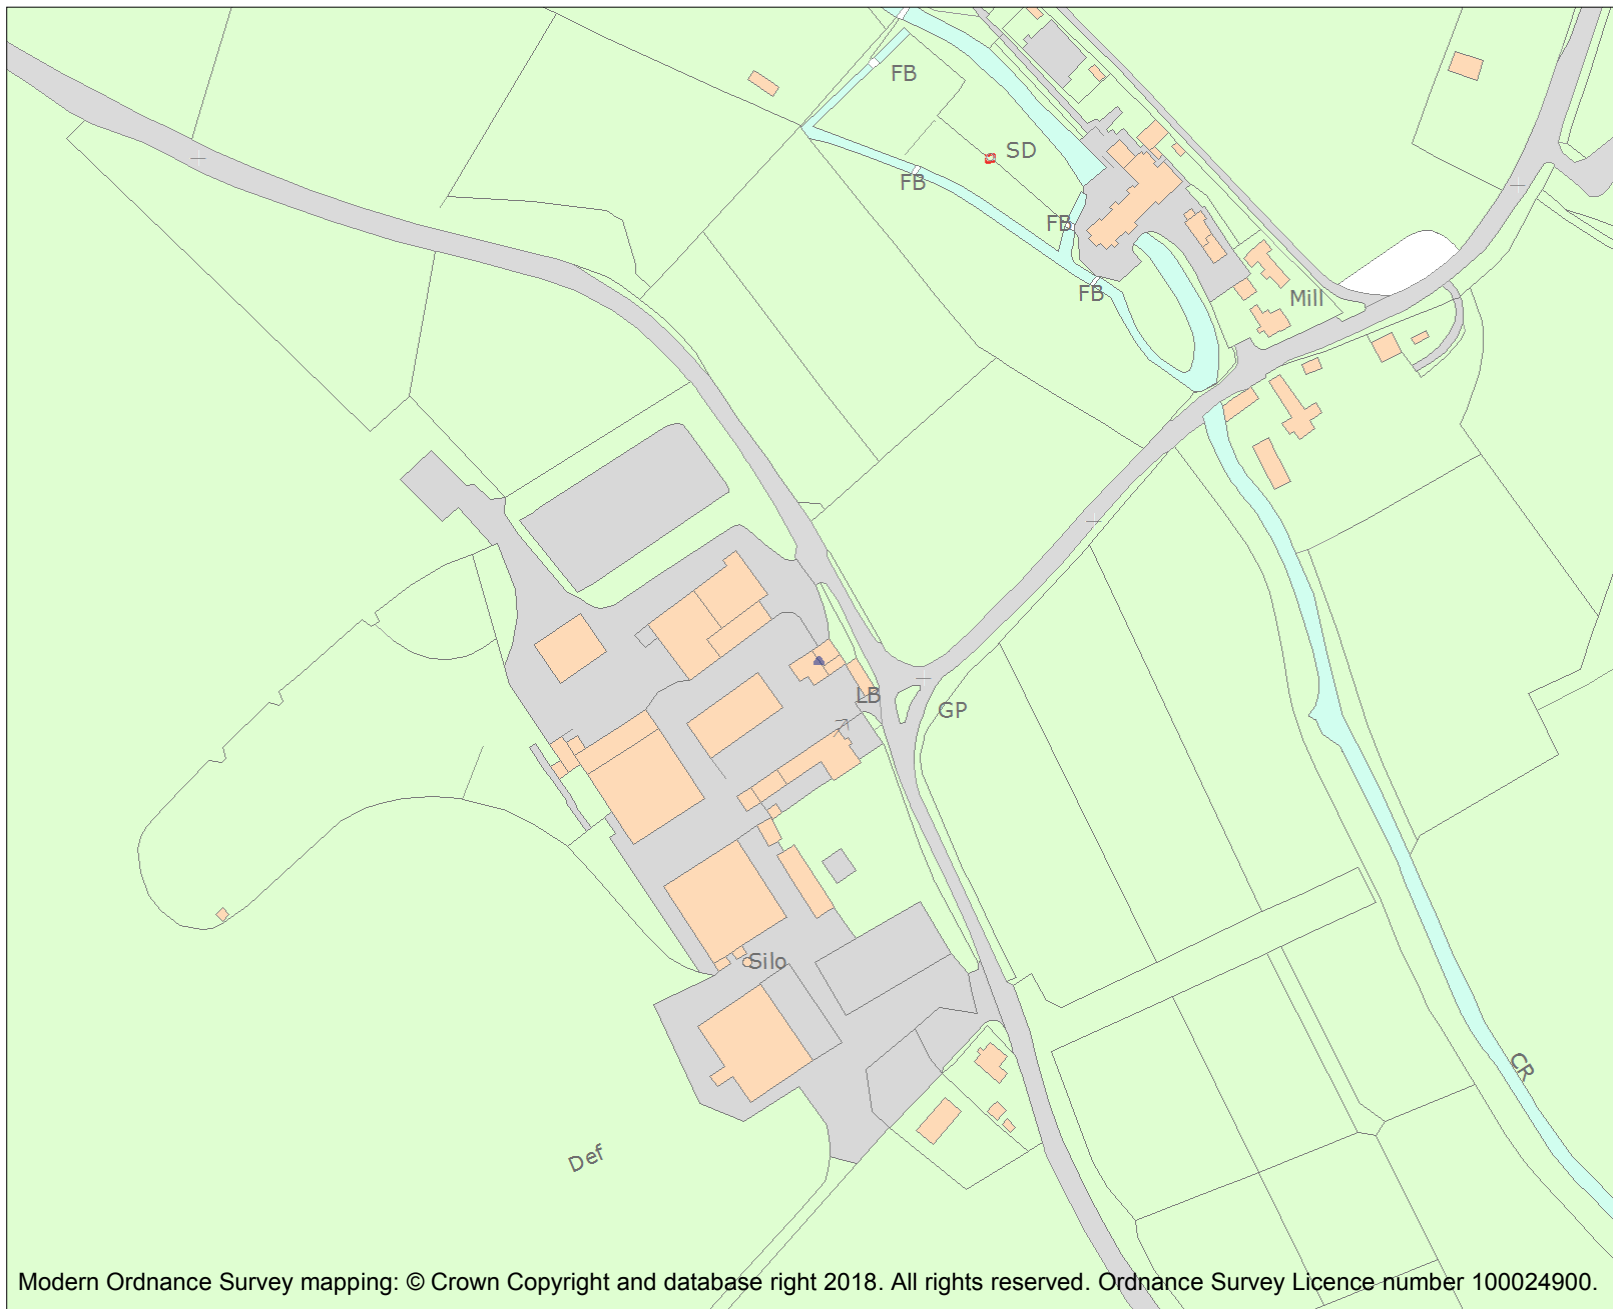 FB
SD
FB
FB
FB
Mill
LB
GP
Silo
CR
Def
Modern Ordnance Survey mapping: © Crown Copyright and database right 2018. All rights reserved. Ordnance Survey Licence number 100024900.